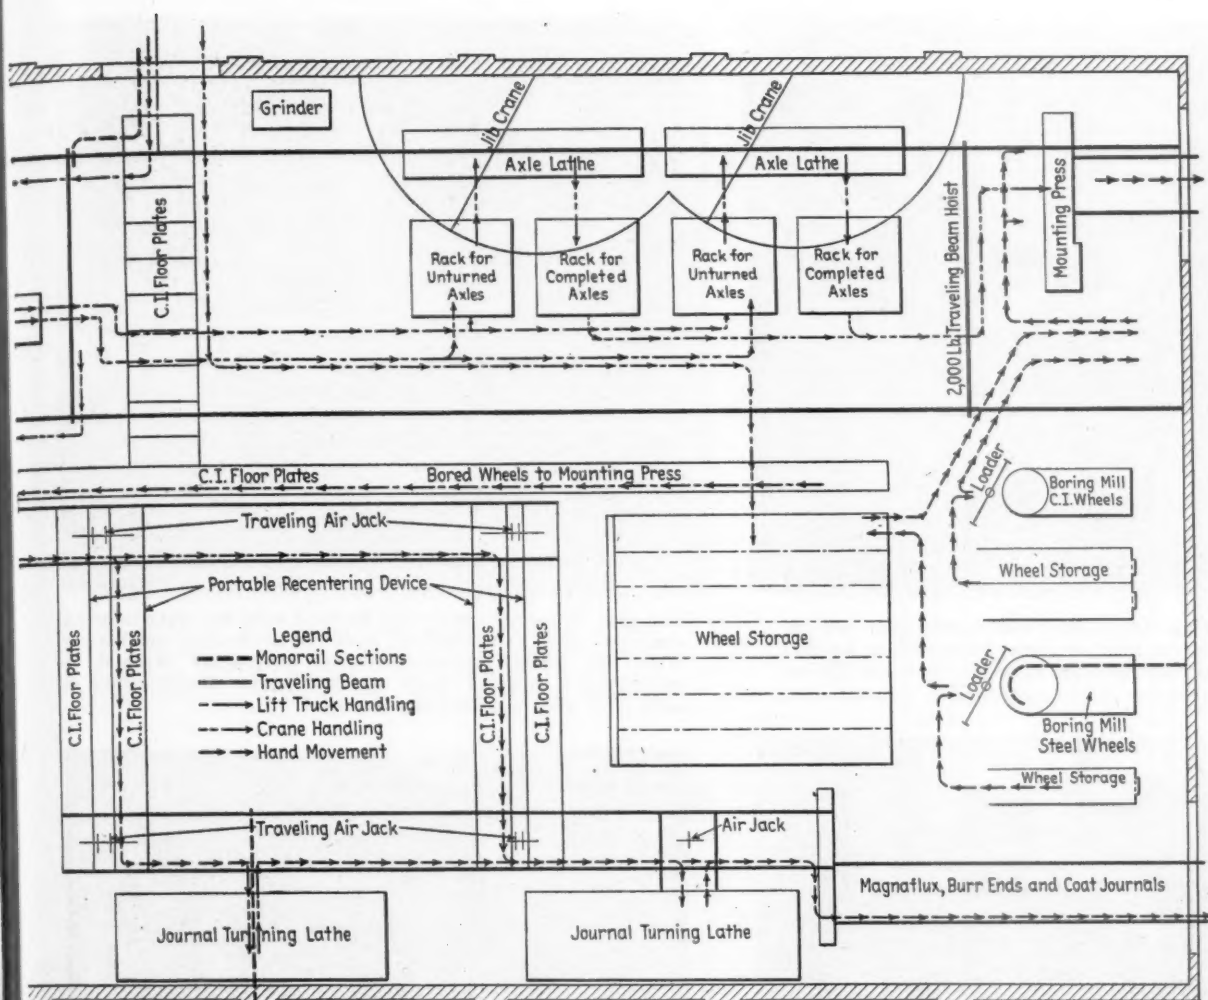 Grinder
Jib Crane
Jib Crane
Axle Lathe
Axle Lathe
C.I. Floor Plates
Rack for
Unturned
Axles
Rack for
Completed
Axles
Rack for
Unturned
Axles
Rack for
Completed
Axles
2,000 Lb. Traveling Beam Hoist
Mounting Press
C.I. Floor Plates
Bored Wheels to Mounting Press
Loader
Boring Mill
C.I. Wheels
Traveling Air Jack
Portable Recentering Device
Wheel Storage
C.I. Floor Plates
C.I. Floor Plates
Legend
Monorail Sections
Traveling Beam
Lift Truck Handling
Crane Handling
Hand Movement
C.I. Floor Plates
C.I. Floor Plates
Wheel Storage
Loader
Boring Mill
Steel Wheels
Wheel Storage
Traveling Air Jack
Air Jack
Magnaflux, Burr Ends and Coat Journals
Journal Turning Lathe
Journal Turning Lathe